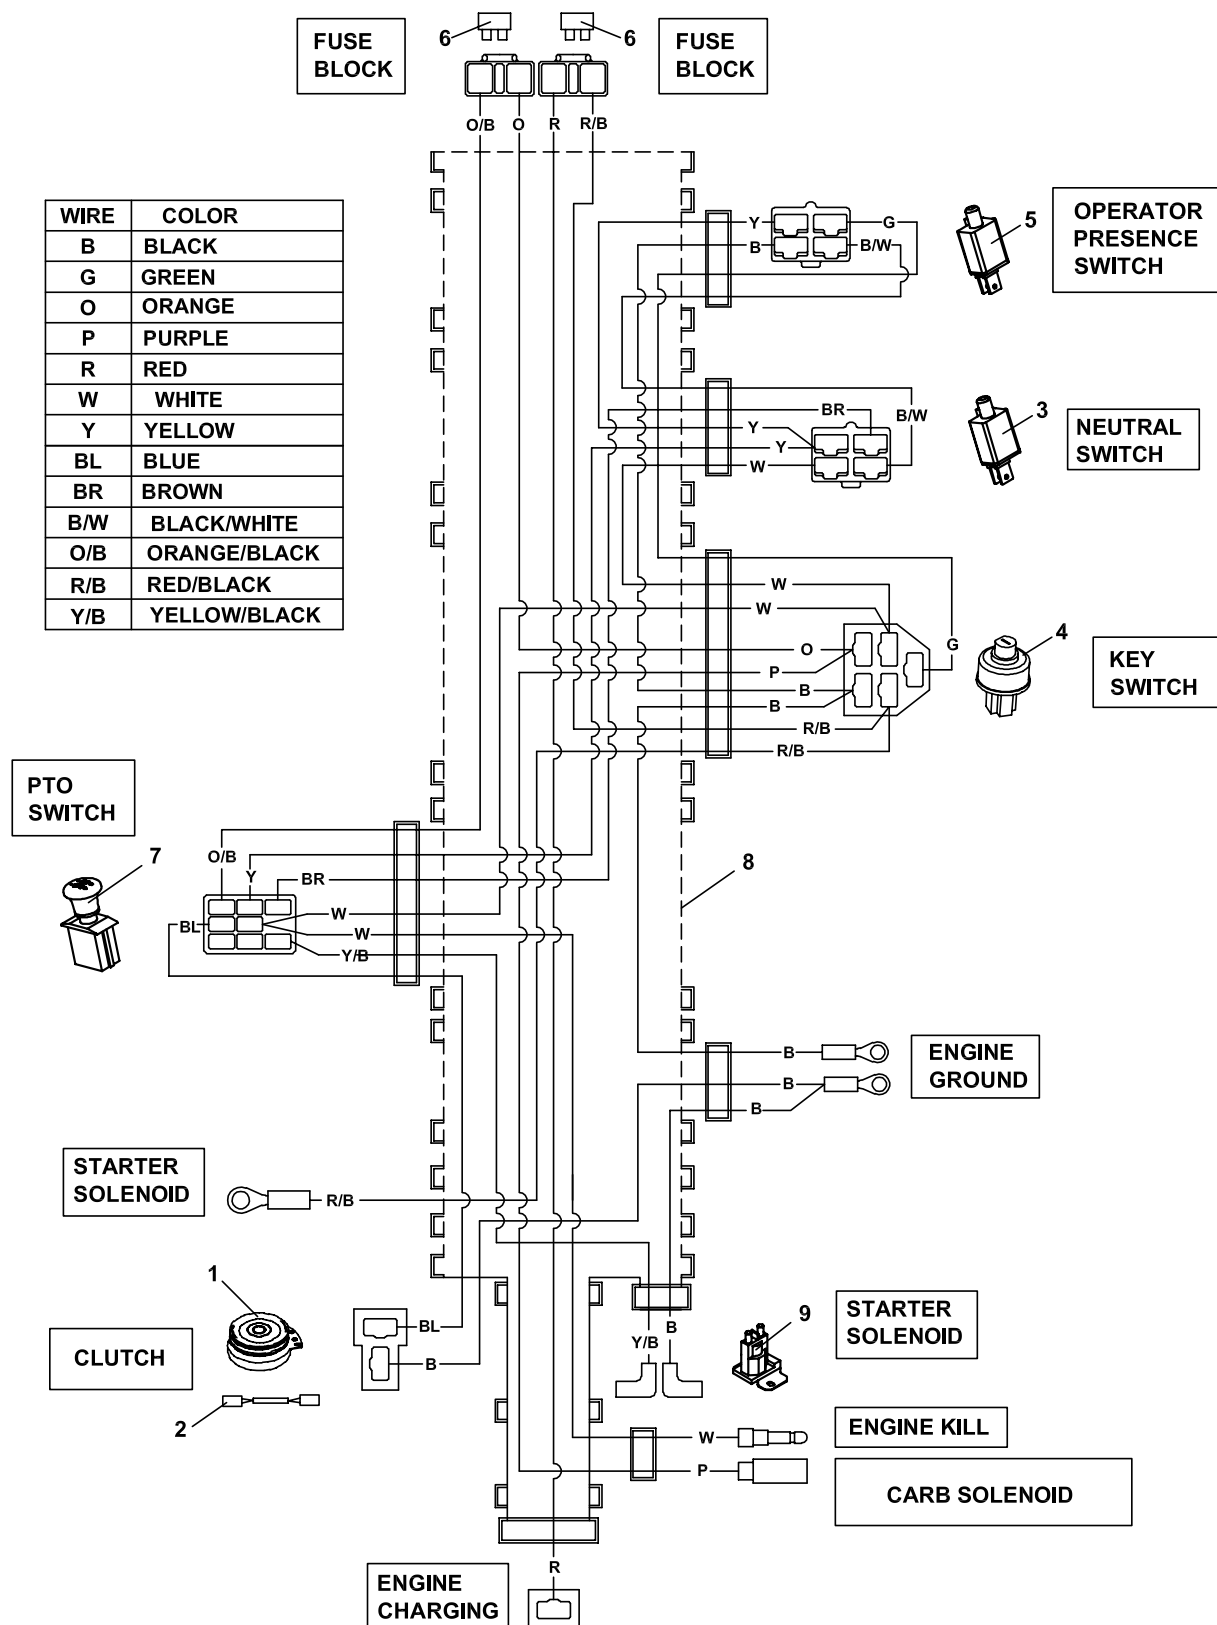 FUSE
BLOCK
6
6
FUSE
BLOCK
O/B
O
R
R/B
WIRE COLOR
B BLACK
G GREEN
O ORANGE
P PURPLE
R RED
W WHITE
Y YELLOW
BL BLUE
BR BROWN
B/W BLACK/WHITE
O/B ORANGE/BLACK
R/B RED/BLACK
Y/B YELLOW/BLACK
Y
G
B
B/W
5
OPERATOR
PRESENCE
SWITCH
BR
B/W
Y
Y
W
3
NEUTRAL
SWITCH
W
W
O
G
P
B
B
R/B
R/B
4
KEY
SWITCH
PTO
SWITCH
7
O/B
Y
BR
W
BL
W
Y/B
8
B
B
B
ENGINE
GROUND
STARTER
SOLENOID
R/B
1
CLUTCH
2
BL
B
Y/B
B
9
STARTER
SOLENOID
W
ENGINE KILL
P
CARB SOLENOID
R
ENGINE
CHARGING